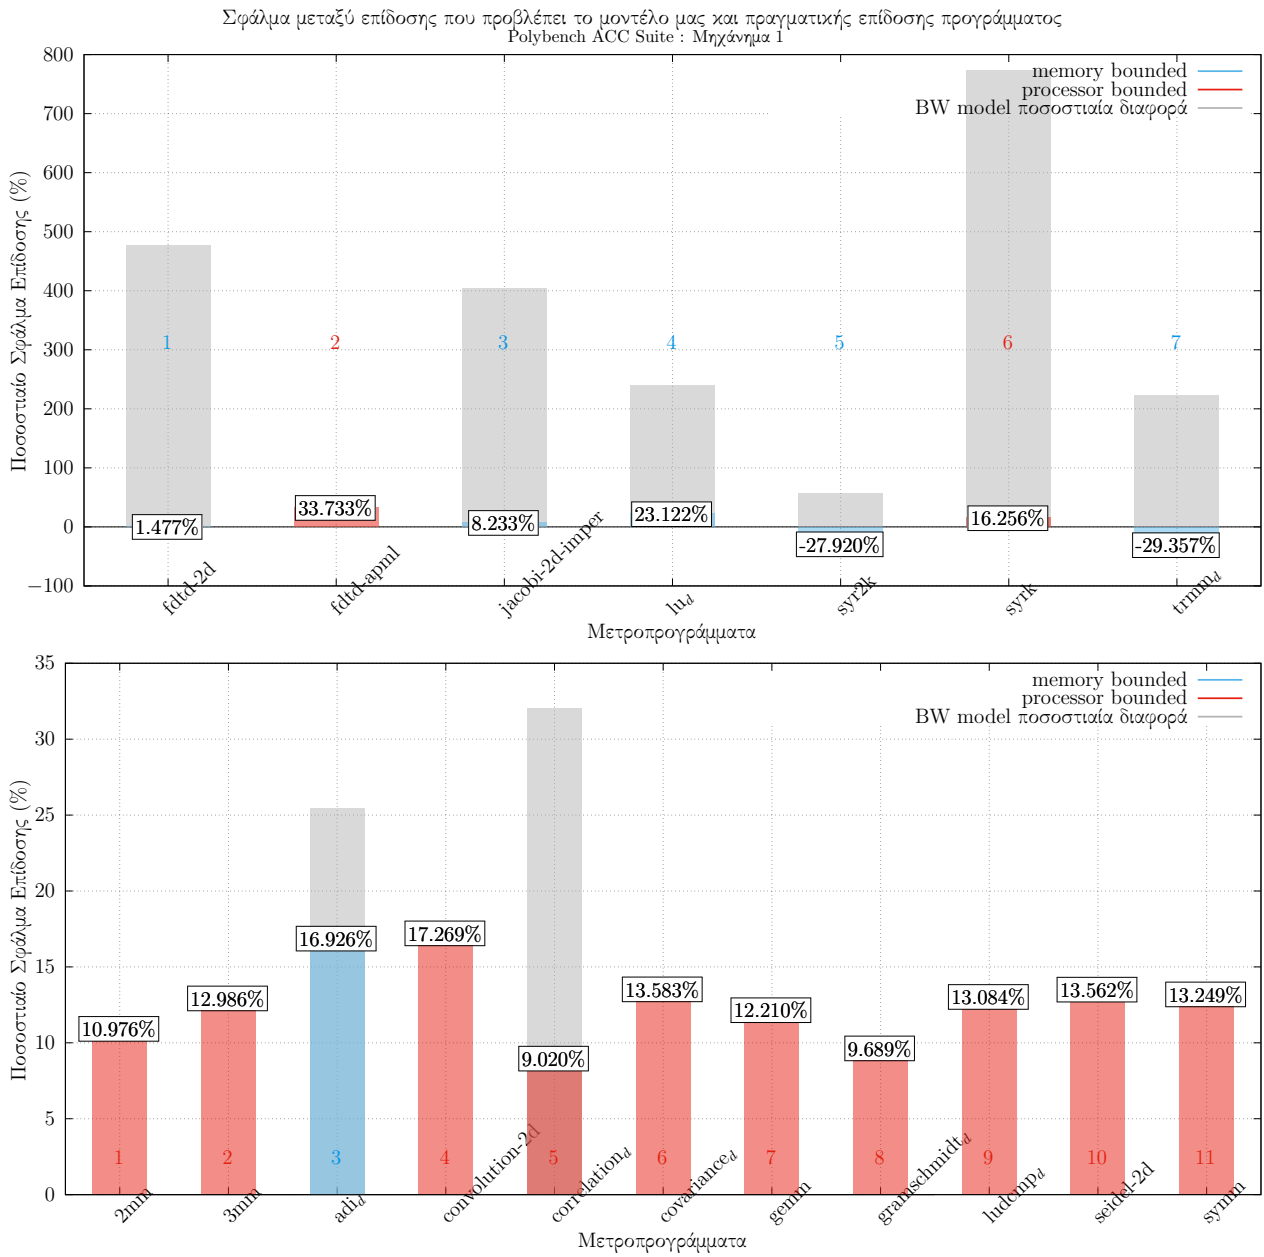 Σφάλμα μεταξύ επίδοσης που προβλέπει το μοντέλο μας και πραγματικής επίδοσης προγράμματος
Polybench ACC Suite : Μηχάνημα 1
Ποσοστιαίο Σφάλμα Επίδοσης (%)
800
700
600
500
400
300
200
100
0
−100
memory bounded
processor bounded
BW model ποσοστιαία διαφορά
1 2 3 4 5 6 7
1.477% 33.733% 8.233% 23.122% -27.920% 16.256% -29.357%
fdtd-2d fdtd-apml jacobi-2d-imper lu_d syr2k syrk trmm_d
Μετροπρογράμματα
Ποσοστιαίο Σφάλμα Επίδοσης (%)
35
30
25
20
15
10
5
0
memory bounded
processor bounded
BW model ποσοστιαία διαφορά
10.976% 12.986% 16.926% 17.269% 9.020% 13.583% 12.210% 9.689% 13.084% 13.562% 13.249%
1 2 3 4 5 6 7 8 9 10 11
2mm 3mm adi_d convolution-2d correlation_d covariance_d gemm gramschmidt_d ludcmp_d seidel-2d symm
Μετροπρογράμματα